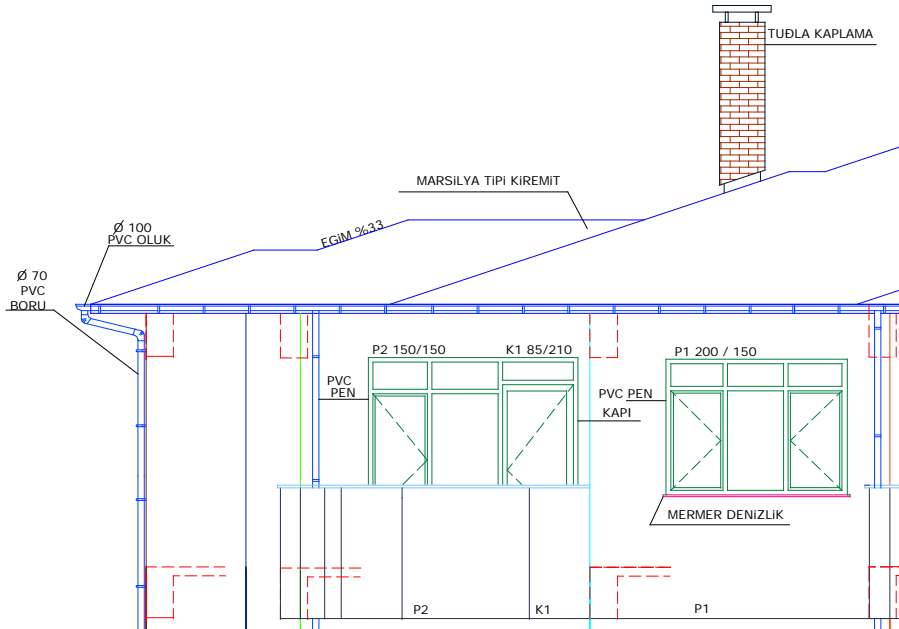 TUĐLA KAPLAMA
MARSİLYA TİPİ KİREMİT
EGİM %33
Ø 100
PVC OLUK
Ø 70
PVC
BORU
P2 150/150
K1 85/210
P1 200 / 150
PVC
PEN
PVC PEN
KAPI
MERMER DENİZLİK
P2
K1
P1